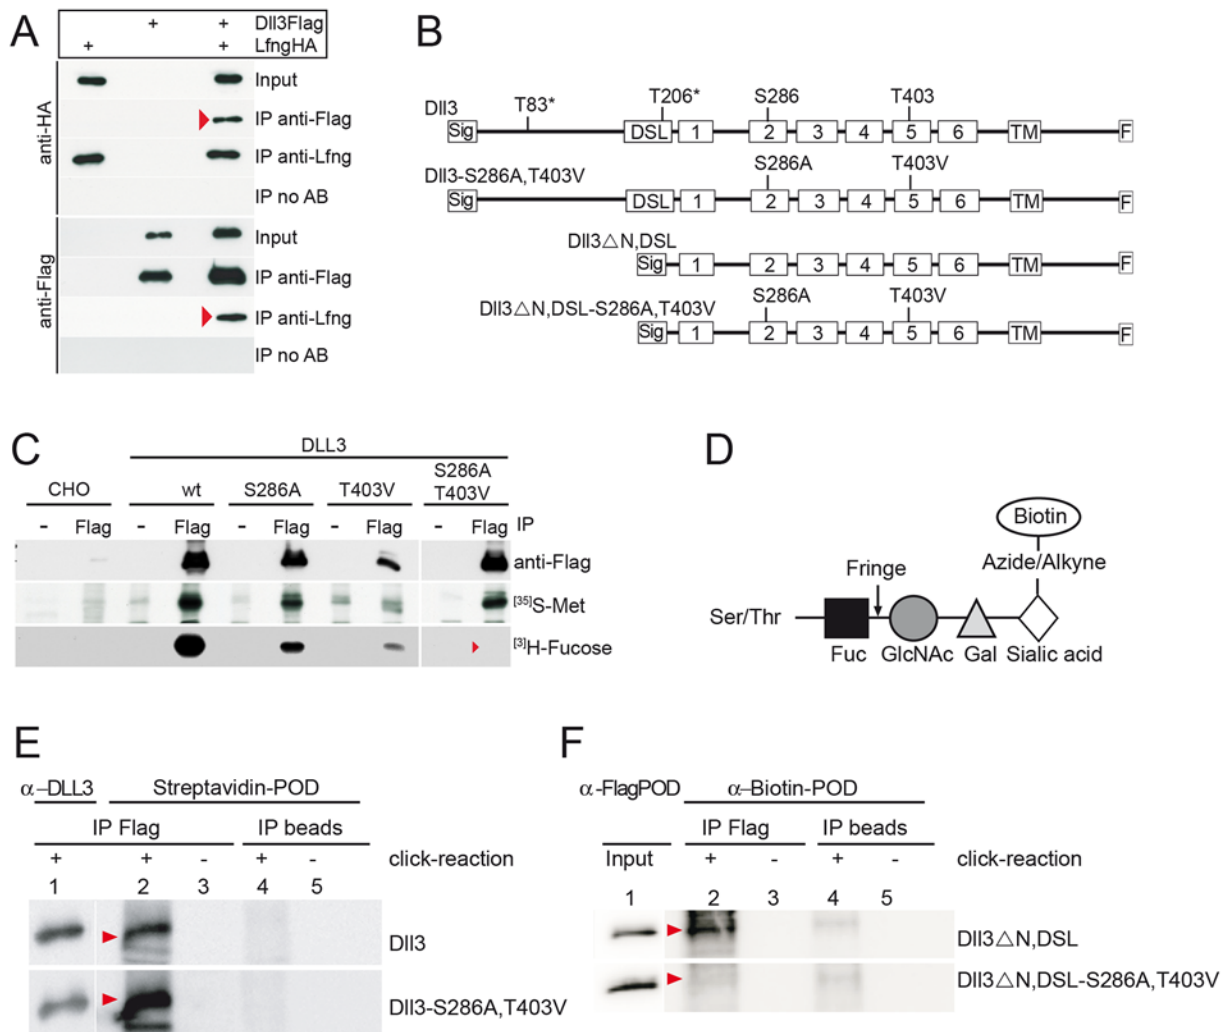 A
+ + Dll3Flag
+ + LfngHA
anti-HA
Input
IP anti-Flag
IP anti-Lfng
IP no AB
anti-Flag
Input
IP anti-Flag
IP anti-Lfng
IP no AB
B
Dll3
T83* T206* S286 T403
Sig DSL 1 2 3 4 5 6 TM F
Dll3-S286A,T403V
S286A T403V
Sig DSL 1 2 3 4 5 6 TM F
Dll3△N,DSL
Sig 1 2 3 4 5 6 TM F
Dll3△N,DSL-S286A,T403V
S286A T403V
Sig 1 2 3 4 5 6 TM F
C
DLL3
CHO wt S286A T403V S286A
T403V
- Flag - Flag - Flag - Flag - Flag IP
anti-Flag
[35]S-Met
[3]H-Fucose
D
Biotin
Azide/Alkyne
Fringe
Ser/Thr
Fuc GlcNAc Gal Sialic acid
E
α-DLL3 Streptavidin-POD
IP Flag IP beads
+ + - + - click-reaction
1 2 3 4 5
Dll3
Dll3-S286A,T403V
F
α-FlagPOD α-Biotin-POD
IP Flag IP beads
Input + - + - click-reaction
1 2 3 4 5
Dll3△N,DSL
Dll3△N,DSL-S286A,T403V